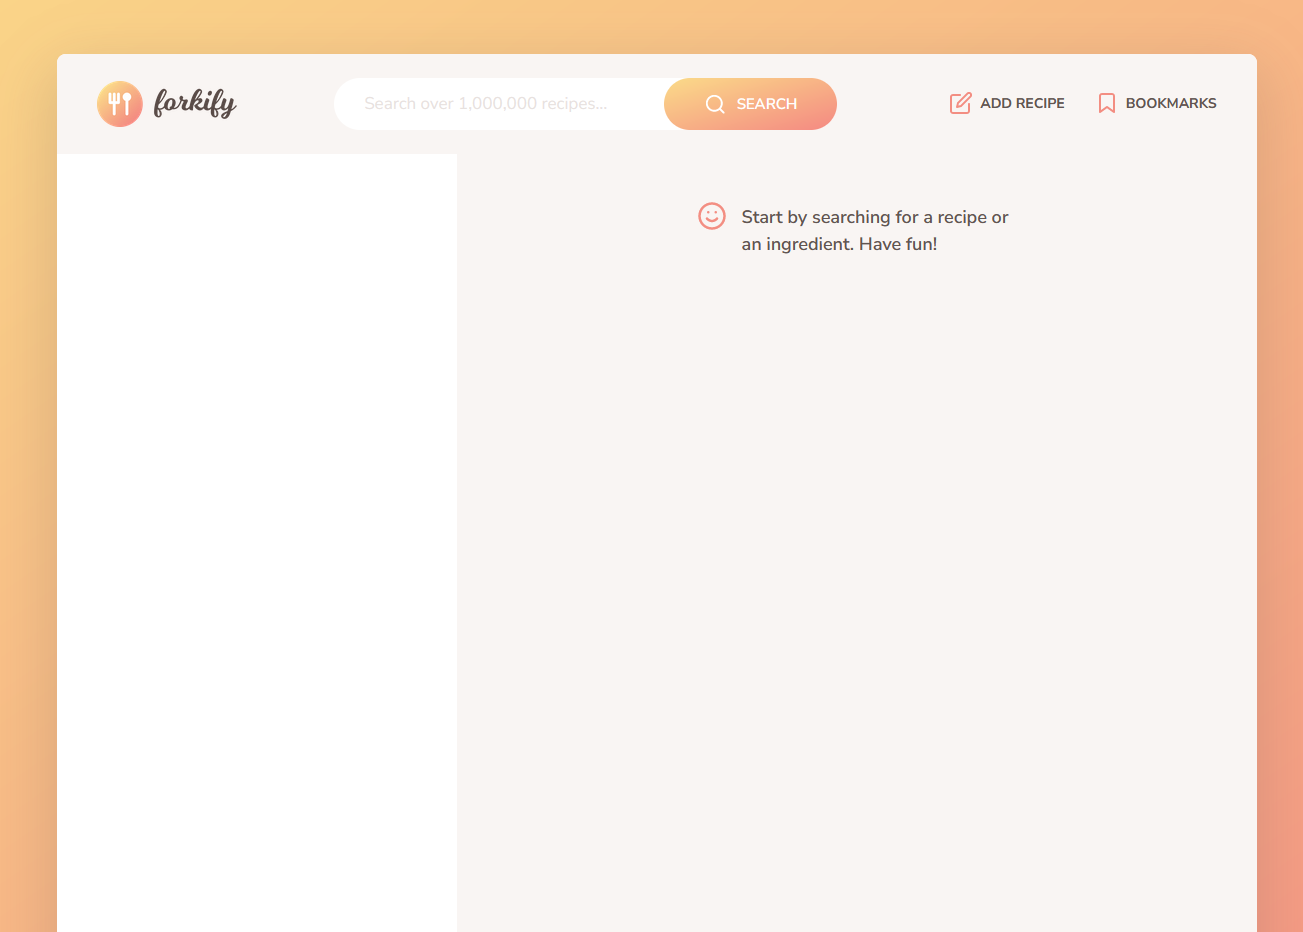 forkify
Search over 1,000,000 recipes...
SEARCH
ADD RECIPE
BOOKMARKS
Start by searching for a recipe or
an ingredient. Have fun!